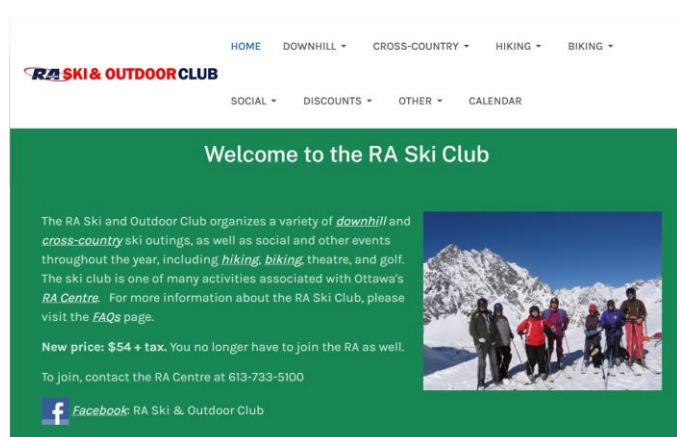 HOME DOWNHILL CROSS-COUNTRY HIKING BIKING
RA SKI & OUTDOOR CLUB
SOCIAL DISCOUNTS OTHER CALENDAR
Welcome to the RA Ski Club
The RA Ski and Outdoor Club organizes a variety of downhill and
cross-country ski outings, as well as social and other events
throughout the year, including hiking, biking, theatre, and golf.
The ski club is one of many activities associated with Ottawa's
RA Centre. For more information about the RA Ski Club, please
visit the FAQs page.
New price: $54 + tax. You no longer have to join the RA as well.
To join, contact the RA Centre at 613-733-5100
f Facebook: RA Ski & Outdoor Club